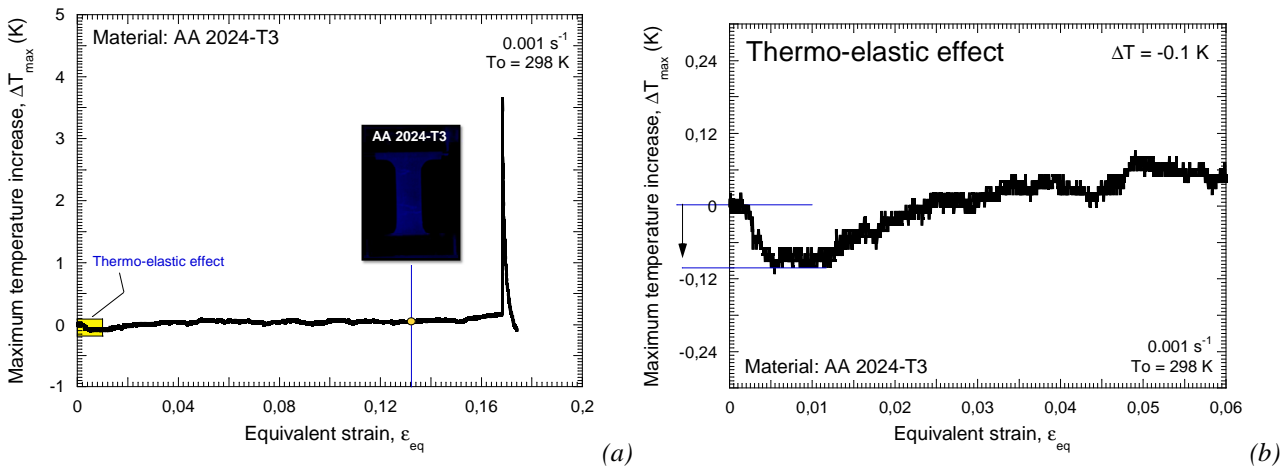 Maximum temperature increase, ΔT_max (K)
5
4
3
2
1
0
-1
Material: AA 2024-T3
0.001 s⁻¹
To = 298 K
AA 2024-T3
Thermo-elastic effect
0
0,04
0,08
0,12
0,16
0,2
Equivalent strain, ε_eq
(a)
Maximum temperature increase, ΔT_max (K)
0,24
0,12
0
-0,12
-0,24
Thermo-elastic effect
ΔT = -0.1 K
0.001 s⁻¹
To = 298 K
Material: AA 2024-T3
0
0,01
0,02
0,03
0,04
0,05
0,06
Equivalent strain, ε_eq
(b)